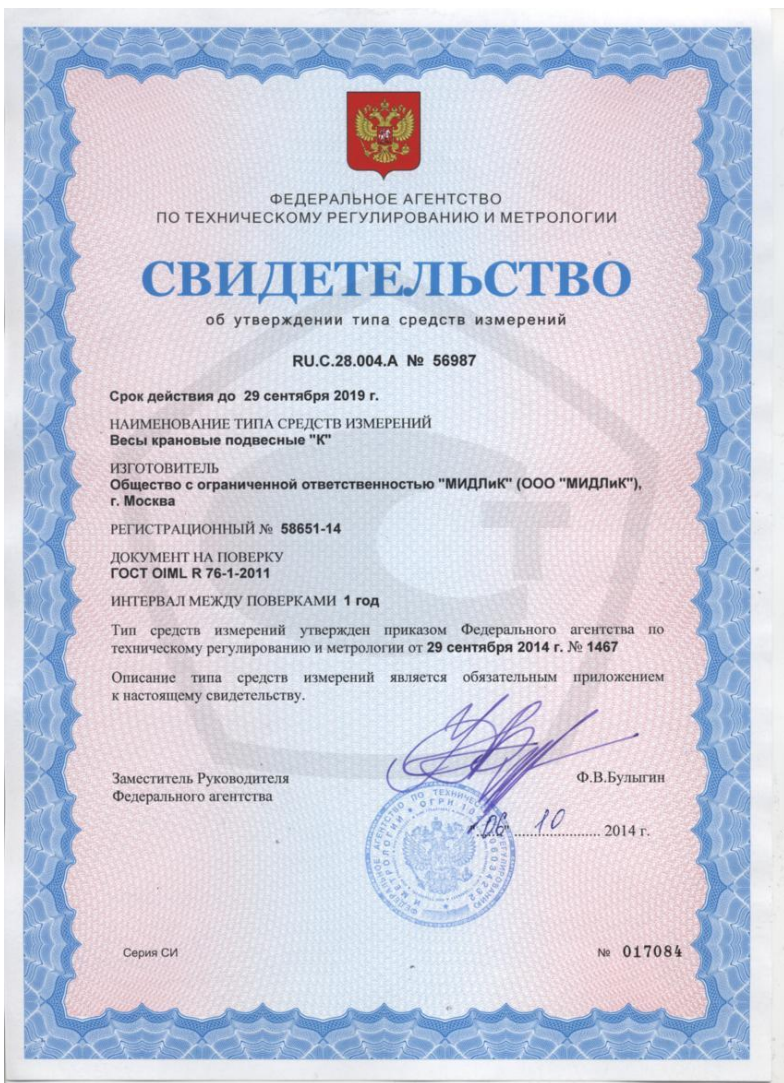 ФЕДЕРАЛЬНОЕ АГЕНТСТВО
ПО ТЕХНИЧЕСКОМУ РЕГУЛИРОВАНИЮ И МЕТРОЛОГИИ
СВИДЕТЕЛЬСТВО
об утверждении типа средств измерений
RU.C.28.004.A № 56987
Срок действия до 29 сентября 2019 г.
НАИМЕНОВАНИЕ ТИПА СРЕДСТВ ИЗМЕРЕНИЙ
Весы крановые подвесные "К"
ИЗГОТОВИТЕЛЬ
Общество с ограниченной ответственностью "МИДЛиК" (ООО "МИДЛиК"),
г. Москва
РЕГИСТРАЦИОННЫЙ № 58651-14
ДОКУМЕНТ НА ПОВЕРКУ
ГОСТ OIML R 76-1-2011
ИНТЕРВАЛ МЕЖДУ ПОВЕРКАМИ 1 год
Тип средств измерений утвержден приказом Федерального агентства по
техническому регулированию и метрологии от 29 сентября 2014 г. № 1467
Описание типа средств измерений является обязательным приложением
к настоящему свидетельству.
Заместитель Руководителя
Федерального агентства
Ф.В.Булыгин
"06" 10 2014 г.
Серия СИ
№ 017084